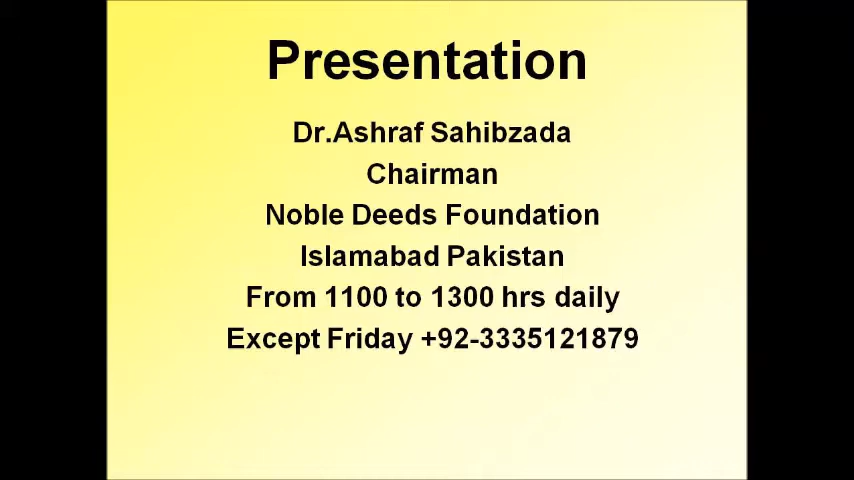 Presentation
Dr.Ashraf Sahibzada
Chairman
Noble Deeds Foundation
Islamabad Pakistan
From 1100 to 1300 hrs daily
Except Friday +92-3335121879